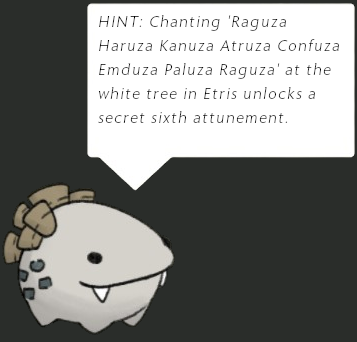 HINT: Chanting 'Raguza
Haruza Kanuza Atruza Confuza
Emduza Paluza Raguza' at the
white tree in Etris unlocks a
secret sixth attunement.